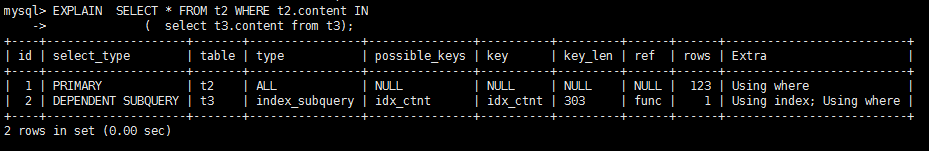 mysql> EXPLAIN  SELECT * FROM t2 WHERE t2.content IN
    ->              (  select t3.content from t3);
+----+--------------------+-------+----------------+---------------+----------+---------+------+------+--------------------------+
| id | select_type        | table | type           | possible_keys | key      | key_len | ref  | rows | Extra                    |
+----+--------------------+-------+----------------+---------------+----------+---------+------+------+--------------------------+
|  1 | PRIMARY            | t2    | ALL            | NULL          | NULL     | NULL    | NULL |  123 | Using where              |
|  2 | DEPENDENT SUBQUERY | t3    | index_subquery | idx_ctnt      | idx_ctnt | 303     | func |    1 | Using index; Using where |
+----+--------------------+-------+----------------+---------------+----------+---------+------+------+--------------------------+
2 rows in set (0.00 sec)